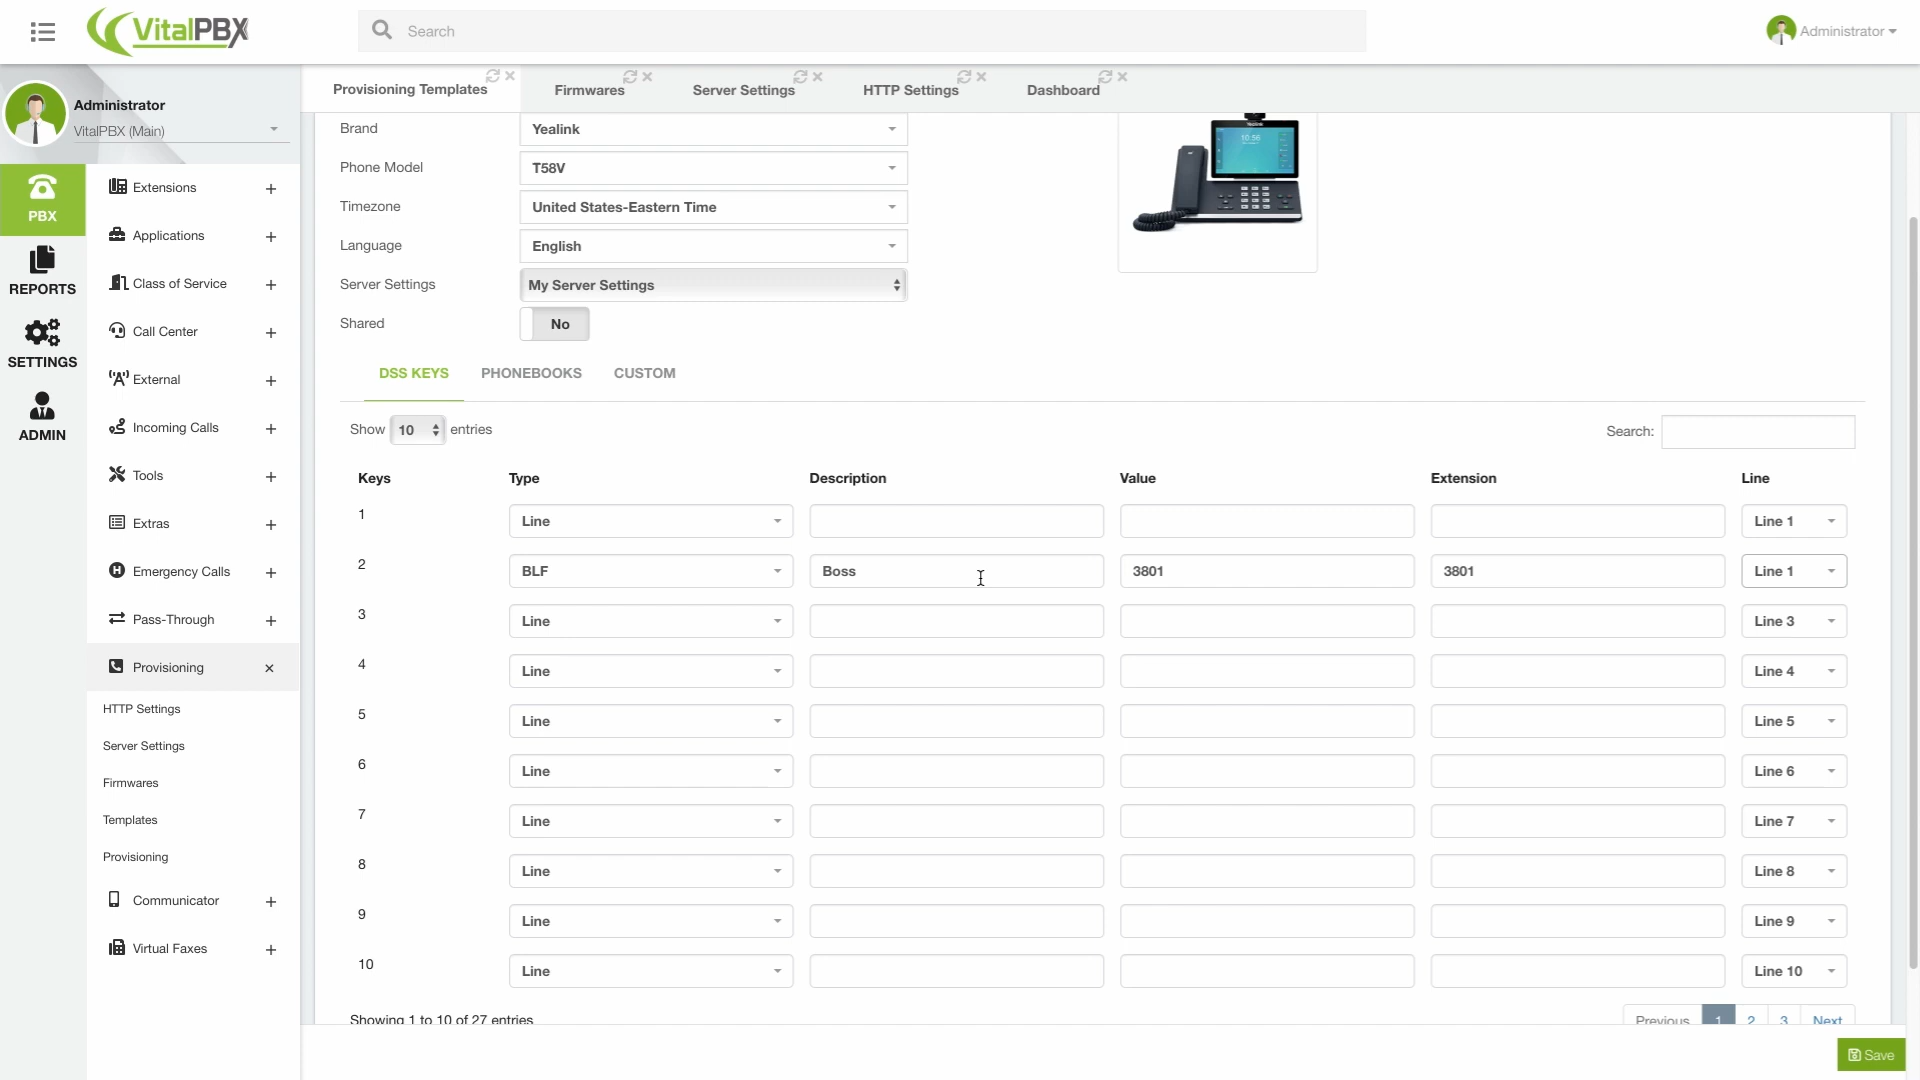 VitalPBX
Search
Administrator
Administrator
VitalPBX (Main)
Provisioning Templates
Firmwares
Server Settings
HTTP Settings
Dashboard
PBX
REPORTS
SETTINGS
ADMIN
Extensions
Applications
Class of Service
Call Center
External
Incoming Calls
Tools
Extras
Emergency Calls
Pass-Through
Provisioning
HTTP Settings
Server Settings
Firmwares
Templates
Provisioning
Communicator
Virtual Faxes
Brand Yealink
Phone Model T58V
Timezone United States-Eastern Time
Language English
Server Settings My Server Settings
Shared No
10:56
DSS KEYS PHONEBOOKS CUSTOM
Show 10 entries
Search:
Keys Type Description Value Extension Line
1 Line Line 1
2 BLF Boss 3801 3801 Line 1
3 Line Line 3
4 Line Line 4
5 Line Line 5
6 Line Line 6
7 Line Line 7
8 Line Line 8
9 Line Line 9
10 Line Line 10
Showing 1 to 10 of 27 entries
Previous 1 2 3 Next
Save